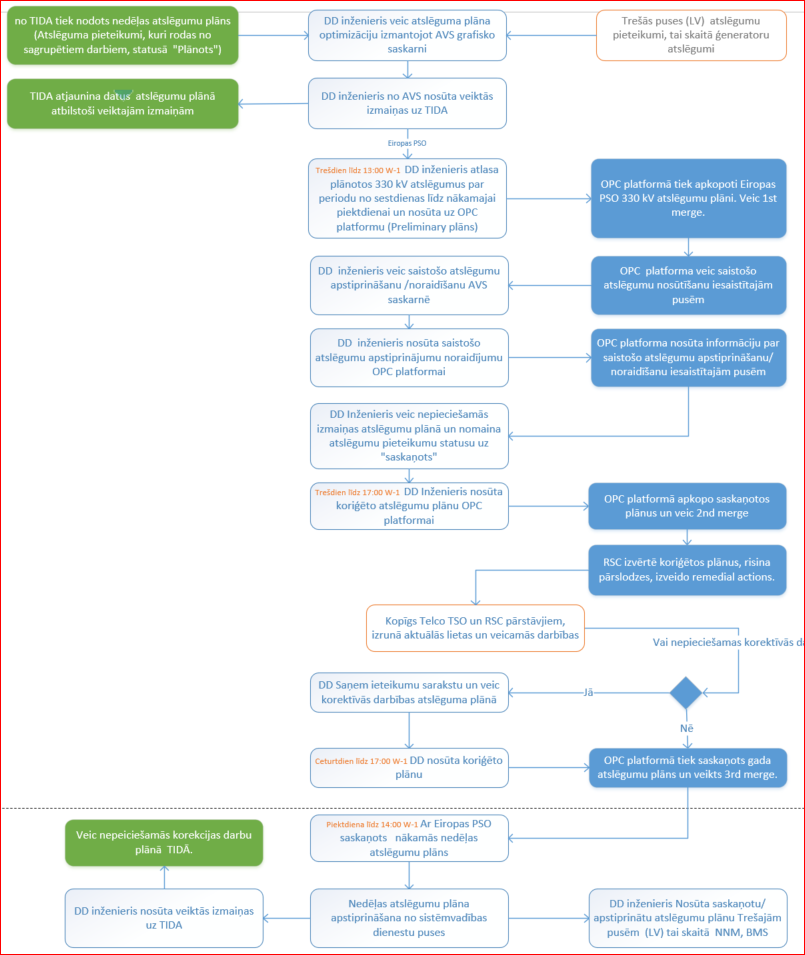 no TIDA tiek nodots nedēļas atslēgumu plāns
(Atslēguma pieteikumi, kuri rodas no
sagrupētiem darbiem, statusā "Plānots")
DD inženieris veic atslēguma plāna
optimizāciju izmantojot AVS grafisko
saskarni
Trešās puses (LV) atslēgumu
pieteikumi, tai skaitā ģeneratoru
atslēgumi
TIDA atjaunina datus atslēgumu plānā
atbilstoši veiktajām izmaiņām
DD inženieris no AVS nosūta veiktās
izmaiņas uz TIDA
Eiropas PSO
Trešdien līdz 13:00 W-1 DD inženieris atlasa
plānotos 330 kV atslēgumus par
periodu no sestdienas līdz nākamajai
piektdienai un nosūta uz OPC
platformu (Preliminary plāns)
OPC platformā tiek apkopoti Eiropas
PSO 330 kV atslēgumu plāni. Veic 1st
merge.
DD inženieris veic saistošo atslēgumu
apstiprināšanu /noraidīšanu AVS
saskarnē
OPC platforma veic saistošo
atslēgumu nosūtīšanu iesaistītajām
pusēm
DD inženieris nosūta saistošo
atslēgumu apstiprinājumu noraidījumu
OPC platformai
OPC platforma nosūta informāciju par
saistošo atslēgumu apstiprināšanu/
noraidīšanu iesaistītajām pusēm
DD Inženieris veic nepieciešamās
izmaiņas atslēgumu plānā un nomaina
atslēgumu pieteikumu statusu uz
"saskaņots"
Trešdien līdz 17:00 W-1 DD Inženieris nosūta
koriģēto atslēgumu plānu OPC
platformai
OPC platformā apkopo saskaņotos
plānus un veic 2nd merge
RSC izvērtē koriģētos plānus, risina
pārslodzes, izveido remedial actions.
Kopīgs Telco TSO un RSC pārstāvjiem,
izrunā aktuālās lietas un veicamās darbības
Vai nepieciešamas korektīvās
DD Saņem ieteikumu sarakstu un veic
korektīvās darbības atslēguma plānā
Jā
Nē
Ceturtdien līdz 17:00 W-1 DD nosūta koriģēto
plānu
OPC platformā tiek saskaņots gada
atslēgumu plāns un veikts 3rd merge.
Piektdiena līdz 14:00 W-1 Ar Eiropas PSO
saskaņots nākamās nedēļas
atslēgumu plāns
Veic nepeiciešamās korekcijas darbu
plānā TIDĀ.
DD inženieris nosūta veiktās izmaiņas
uz TIDA
Nedēļas atslēgumu plāna
apstiprināšana no sistēmvadības
dienestu puses
DD inženieris Nosūta saskaņotu/
apstiprinātu atslēgumu plānu Trešajām
pusēm (LV) tai skaitā NNM, BMS